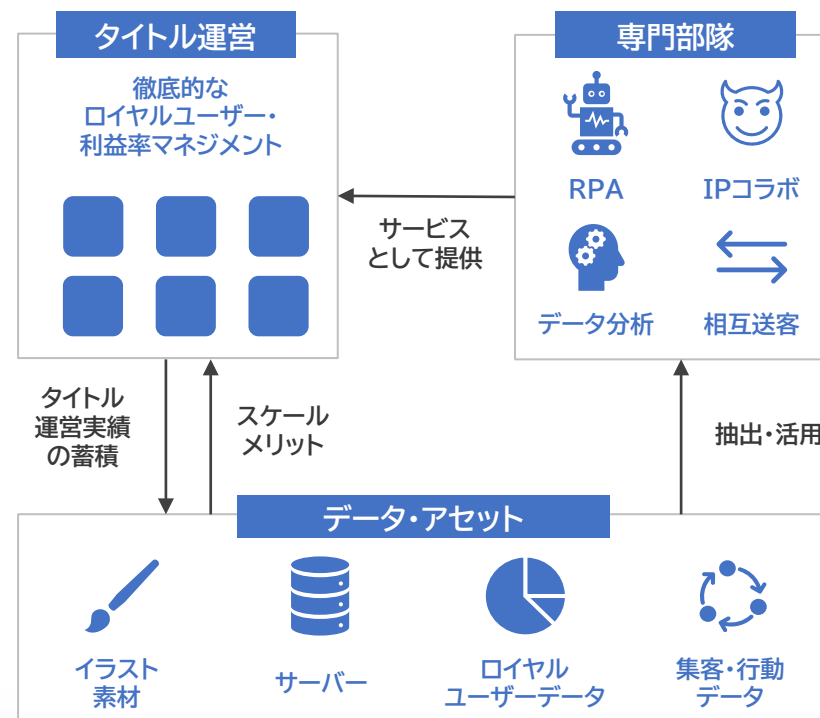 タイトル運営
徹底的な
ロイヤルユーザー・
利益率マネジメント
専門部隊
RPA
IPコラボ
データ分析
相互送客
サービス
として提供
タイトル
運営実績
の蓄積
スケール
メリット
抽出・活用
データ・アセット
イラスト
素材
サーバー
ロイヤル
ユーザーデータ
集客・行動
データ